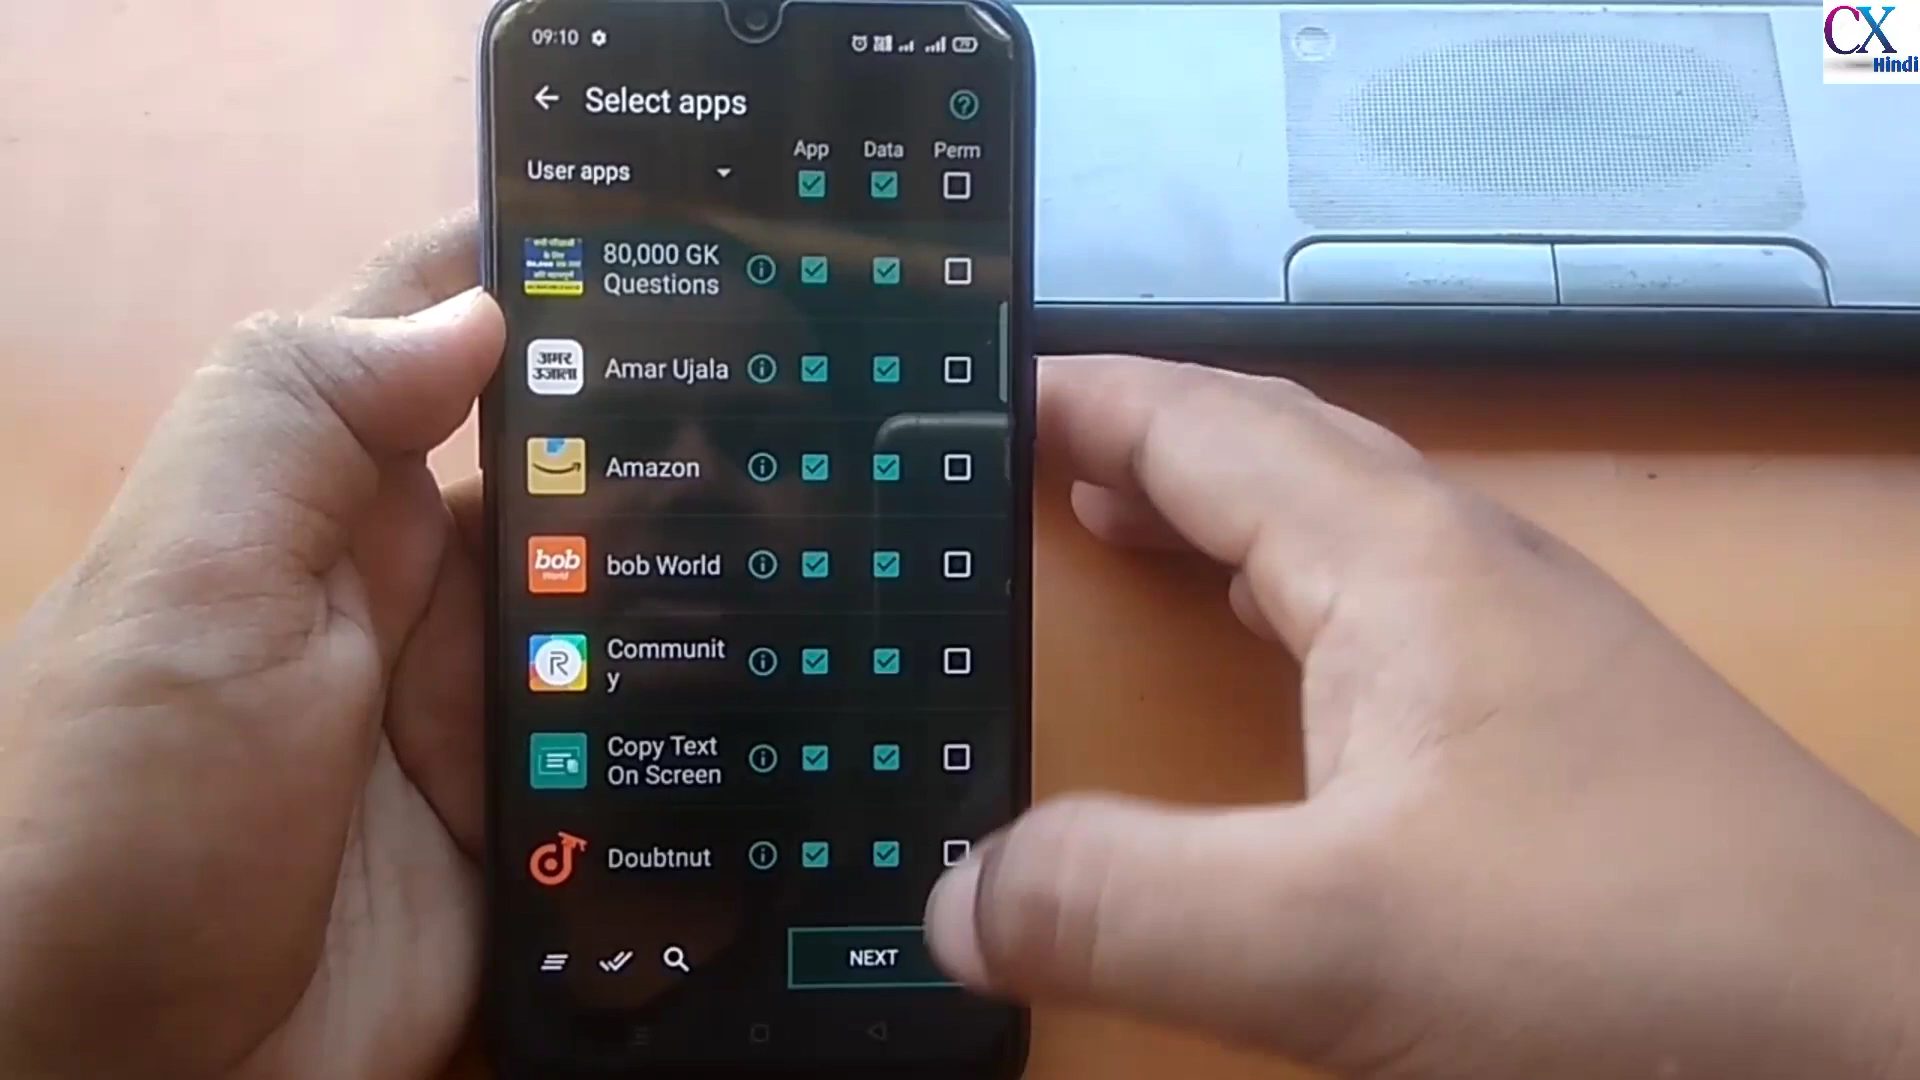 CX
Hindi
09:10
Select apps
App Data Perm
User apps
80,000 GK
Questions
अमर
उजाला
Amar Ujala
Amazon
bob
World
bob World
R
Communit
y
Copy Text
On Screen
Doubtnut
NEXT